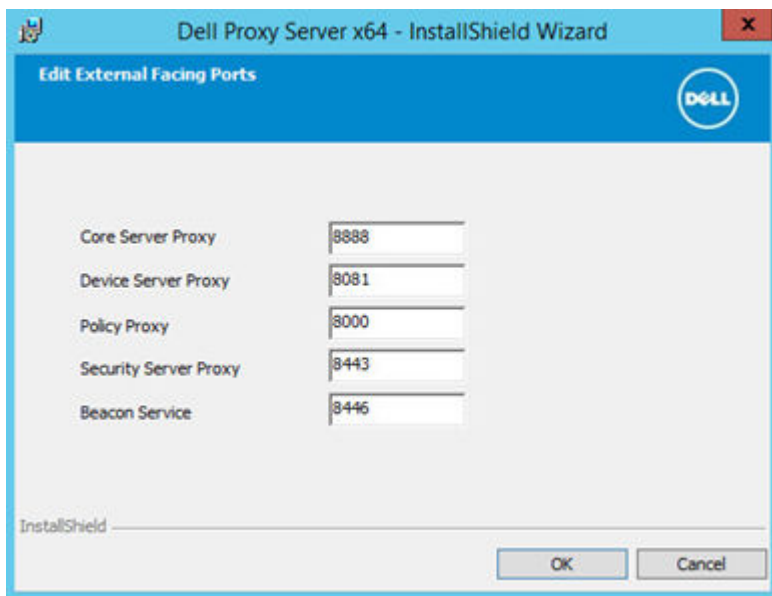 Dell Proxy Server x64 - InstallShield Wizard
x
Edit External Facing Ports
DELL
Core Server Proxy 8888
Device Server Proxy 8081
Policy Proxy 8000
Security Server Proxy 8443
Beacon Service 8446
InstallShield
OK Cancel